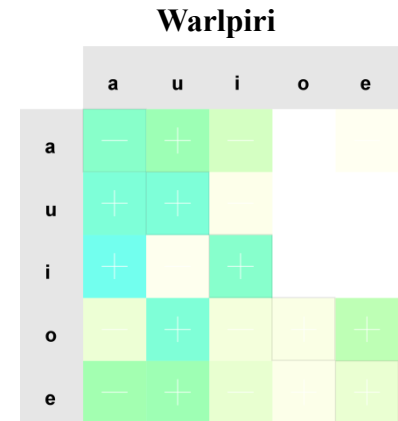 Warlpiri
a u i o e
a − + −
u + +
i + +
o − + − + +
e − + − + −